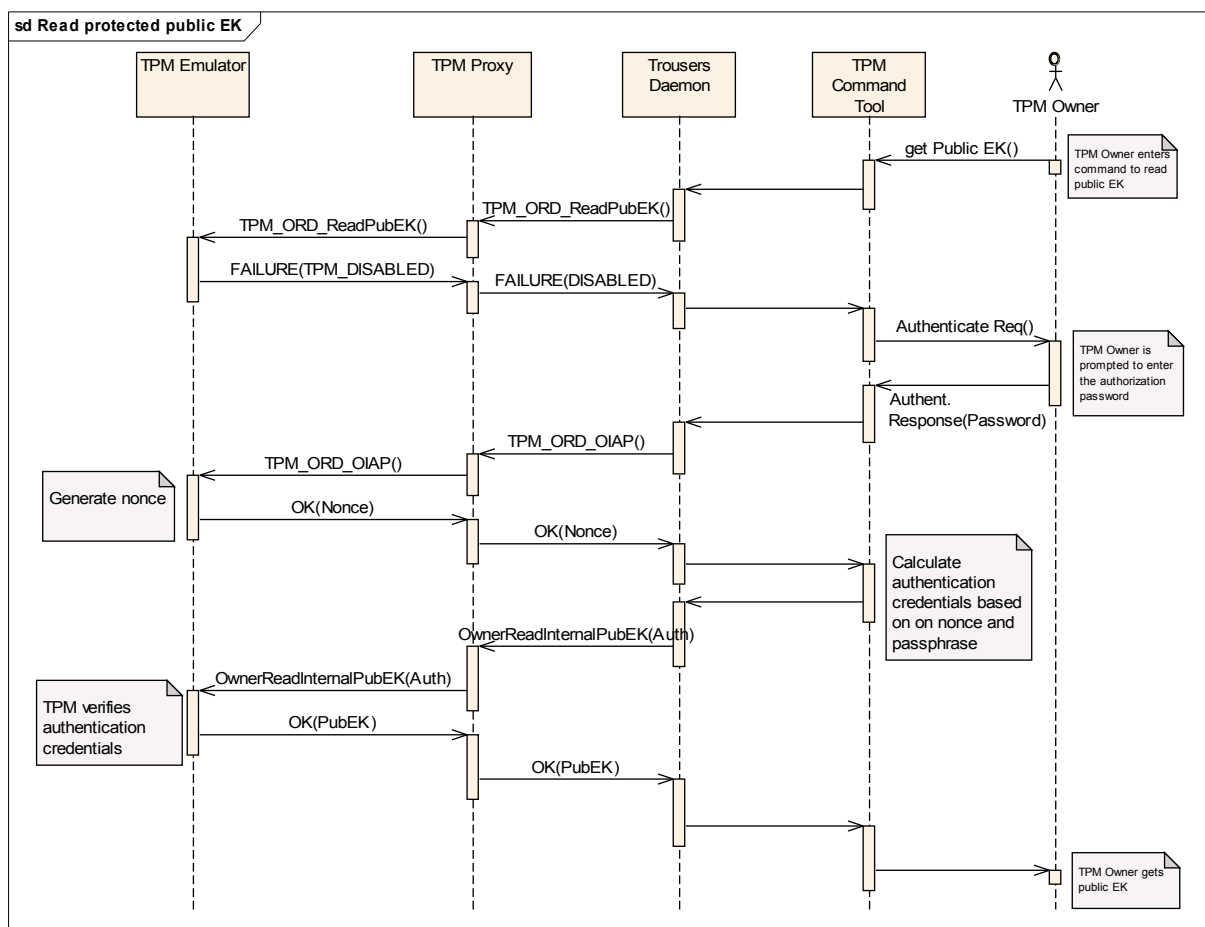 sd Read protected public EK
TPM Emulator
TPM Proxy
Trousers
Daemon
TPM
Command
Tool
TPM Owner
get Public EK()
TPM Owner enters
command to read
public EK
TPM_ORD_ReadPubEK()
TPM_ORD_ReadPubEK()
FAILURE(TPM_DISABLED)
FAILURE(DISABLED)
Authenticate Req()
TPM Owner is
prompted to enter
the authorization
password
Authent.
Response(Password)
TPM_ORD_OIAP()
TPM_ORD_OIAP()
Generate nonce
OK(Nonce)
OK(Nonce)
Calculate
authentication
credentials based
on on nonce and
passphrase
OwnerReadInternalPubEK(Auth)
OwnerReadInternalPubEK(Auth)
TPM verifies
authentication
credentials
OK(PubEK)
OK(PubEK)
TPM Owner gets
public EK